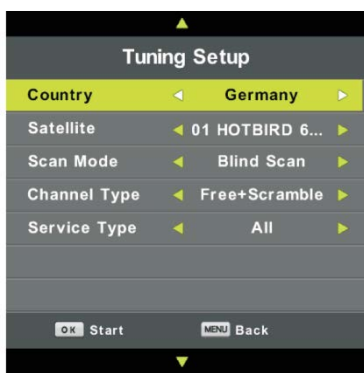 Tuning Setup
Country Germany
Satellite 01 HOTBIRD 6...
Scan Mode Blind Scan
Channel Type Free+Scramble
Service Type All
OK Start MENU Back